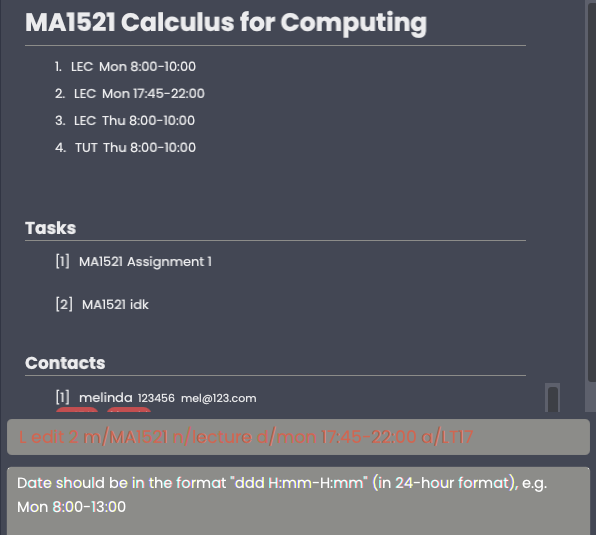 MA1521 Calculus for Computing
1. LEC Mon 8:00-10:00
2. LEC Mon 17:45-22:00
3. LEC Thu 8:00-10:00
4. TUT Thu 8:00-10:00
Tasks
[1] MA1521 Assignment 1
[2] MA1521 idk
Contacts
[1] melinda 123456 mel@123.com
L edit 2 m/MA1521 n/lecture d/mon 17:45-22:00 a/LT17
Date should be in the format "ddd H:mm-H:mm" (in 24-hour format), e.g.
Mon 8:00-13:00